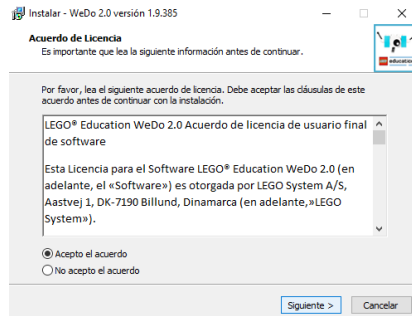 Instalar - WeDo 2.0 versión 1.9.385
Acuerdo de Licencia
Es importante que lea la siguiente información antes de continuar.
education
Por favor, lea el siguiente acuerdo de licencia. Debe aceptar las cláusulas de este
acuerdo antes de continuar con la instalación.
LEGO® Education WeDo 2.0 Acuerdo de licencia de usuario final
de software
Esta Licencia para el Software LEGO® Education WeDo 2.0 (en
adelante, el «Software») es otorgada por LEGO System A/S,
Aastvej 1, DK-7190 Billund, Dinamarca (en adelante,»LEGO
System»).
Acepto el acuerdo
No acepto el acuerdo
Siguiente >
Cancelar